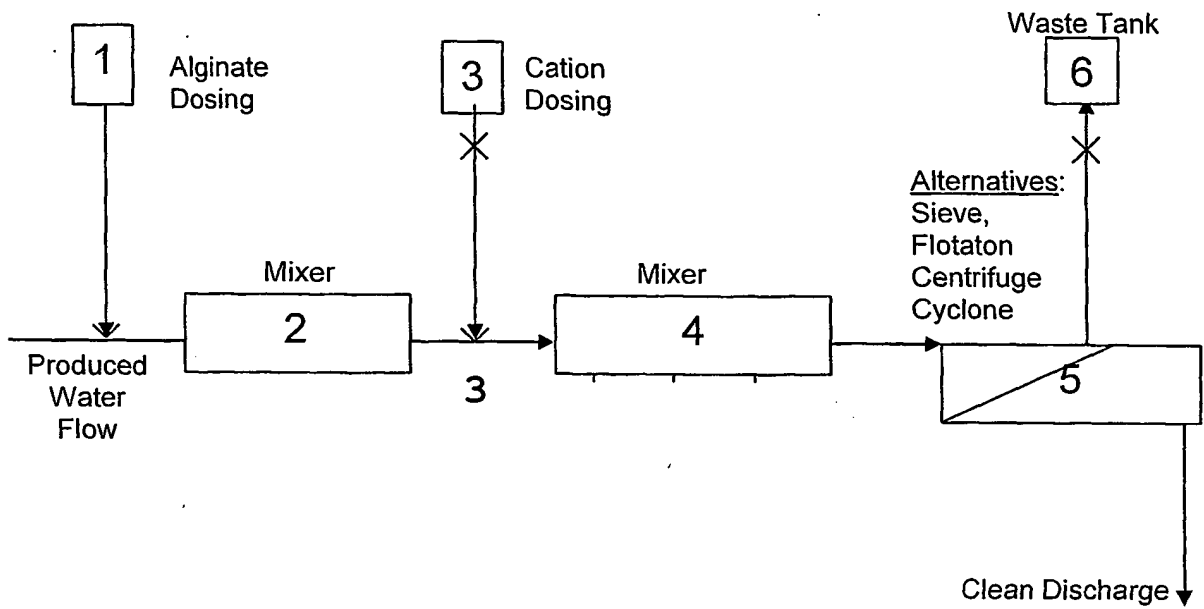 1
Alginate
Dosing
3
Cation
Dosing
Waste Tank
6
Alternatives:
Sieve,
Flotaton
Centrifuge
Cyclone
Mixer
2
Mixer
4
Produced
Water
Flow
3
5
Clean Discharge